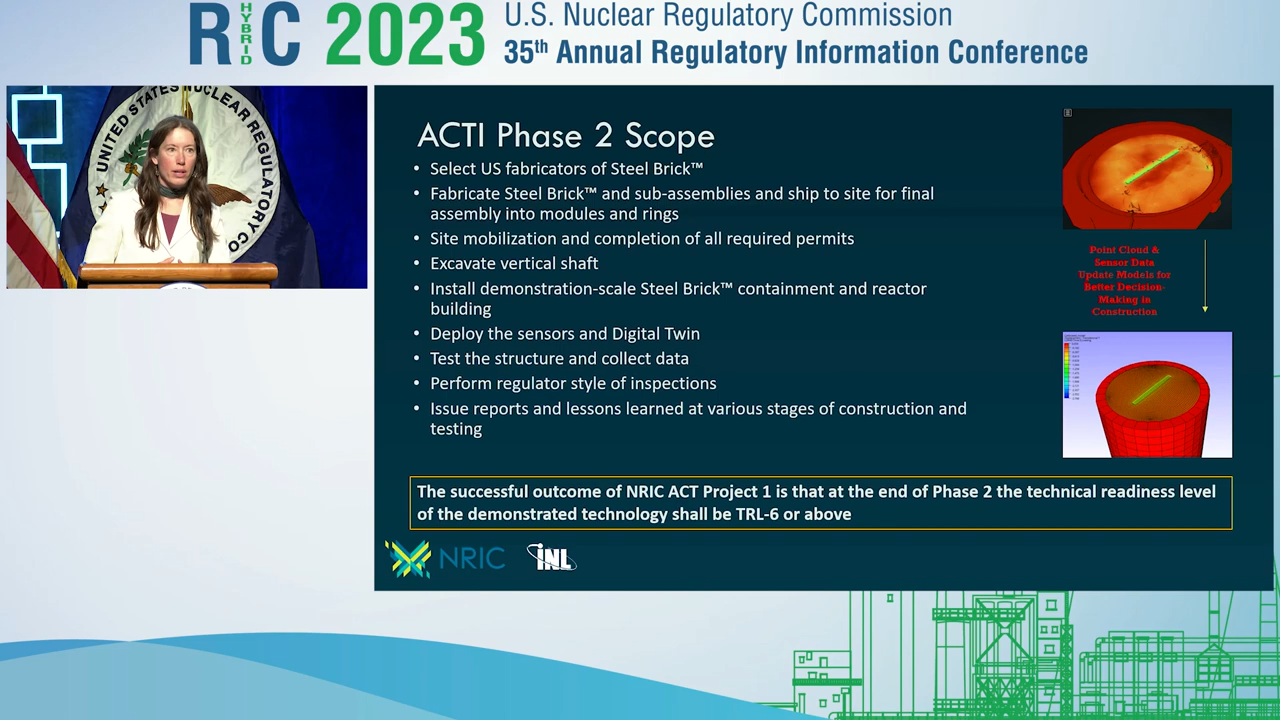 RIC 2023
HYBRID
U.S. Nuclear Regulatory Commission
35th Annual Regulatory Information Conference
UNITED STATES NUCLEAR REGULATORY CO
ACTI Phase 2 Scope
• Select US fabricators of Steel Brick™
• Fabricate Steel Brick™ and sub-assemblies and ship to site for final
assembly into modules and rings
• Site mobilization and completion of all required permits
• Excavate vertical shaft
• Install demonstration-scale Steel Brick™ containment and reactor
building
• Deploy the sensors and Digital Twin
• Test the structure and collect data
• Perform regulator style of inspections
• Issue reports and lessons learned at various stages of construction and
testing
Point Cloud &
Sensor Data
Update Models for
Better Decision-
Making in
Construction
The successful outcome of NRIC ACT Project 1 is that at the end of Phase 2 the technical readiness level
of the demonstrated technology shall be TRL-6 or above
NRIC
INL